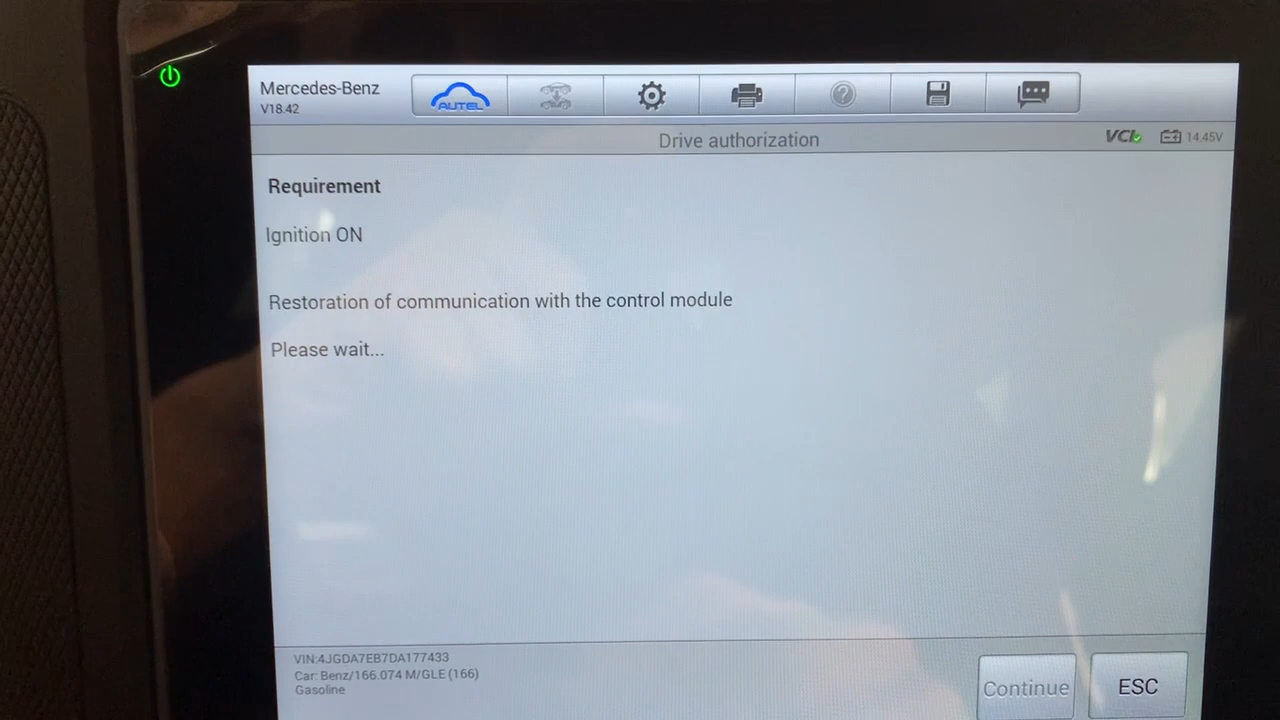 Mercedes-Benz
V18.42
AUTEL
Drive authorization
VCI
14.45V
Requirement
Ignition ON
Restoration of communication with the control module
Please wait...
VIN:4JGDA7EB7DA177433
Car: Benz/166.074 M/GLE (166)
Gasoline
Continue
ESC